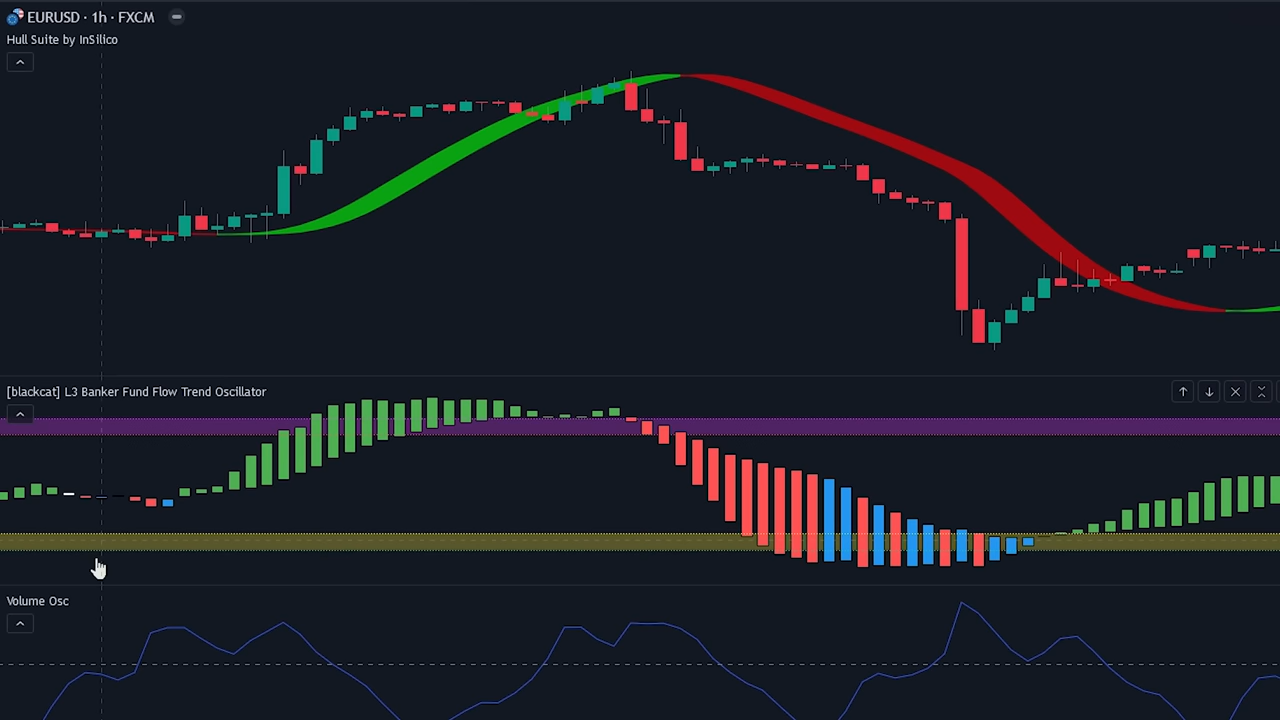 EURUSD · 1h · FXCM
Hull Suite by InSilico
[blackcat] L3 Banker Fund Flow Trend Oscillator
Volume Osc